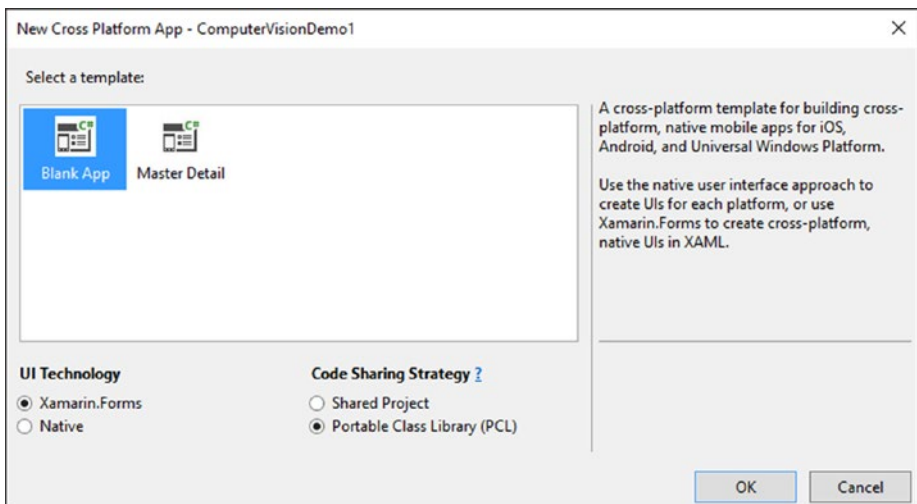 New Cross Platform App - ComputerVisionDemo1
Select a template:
C#
Blank App
C#
Master Detail
A cross-platform template for building cross-
platform, native mobile apps for iOS,
Android, and Universal Windows Platform.
Use the native user interface approach to
create UIs for each platform, or use
Xamarin.Forms to create cross-platform,
native UIs in XAML.
UI Technology
Xamarin.Forms
Native
Code Sharing Strategy ?
Shared Project
Portable Class Library (PCL)
OK
Cancel